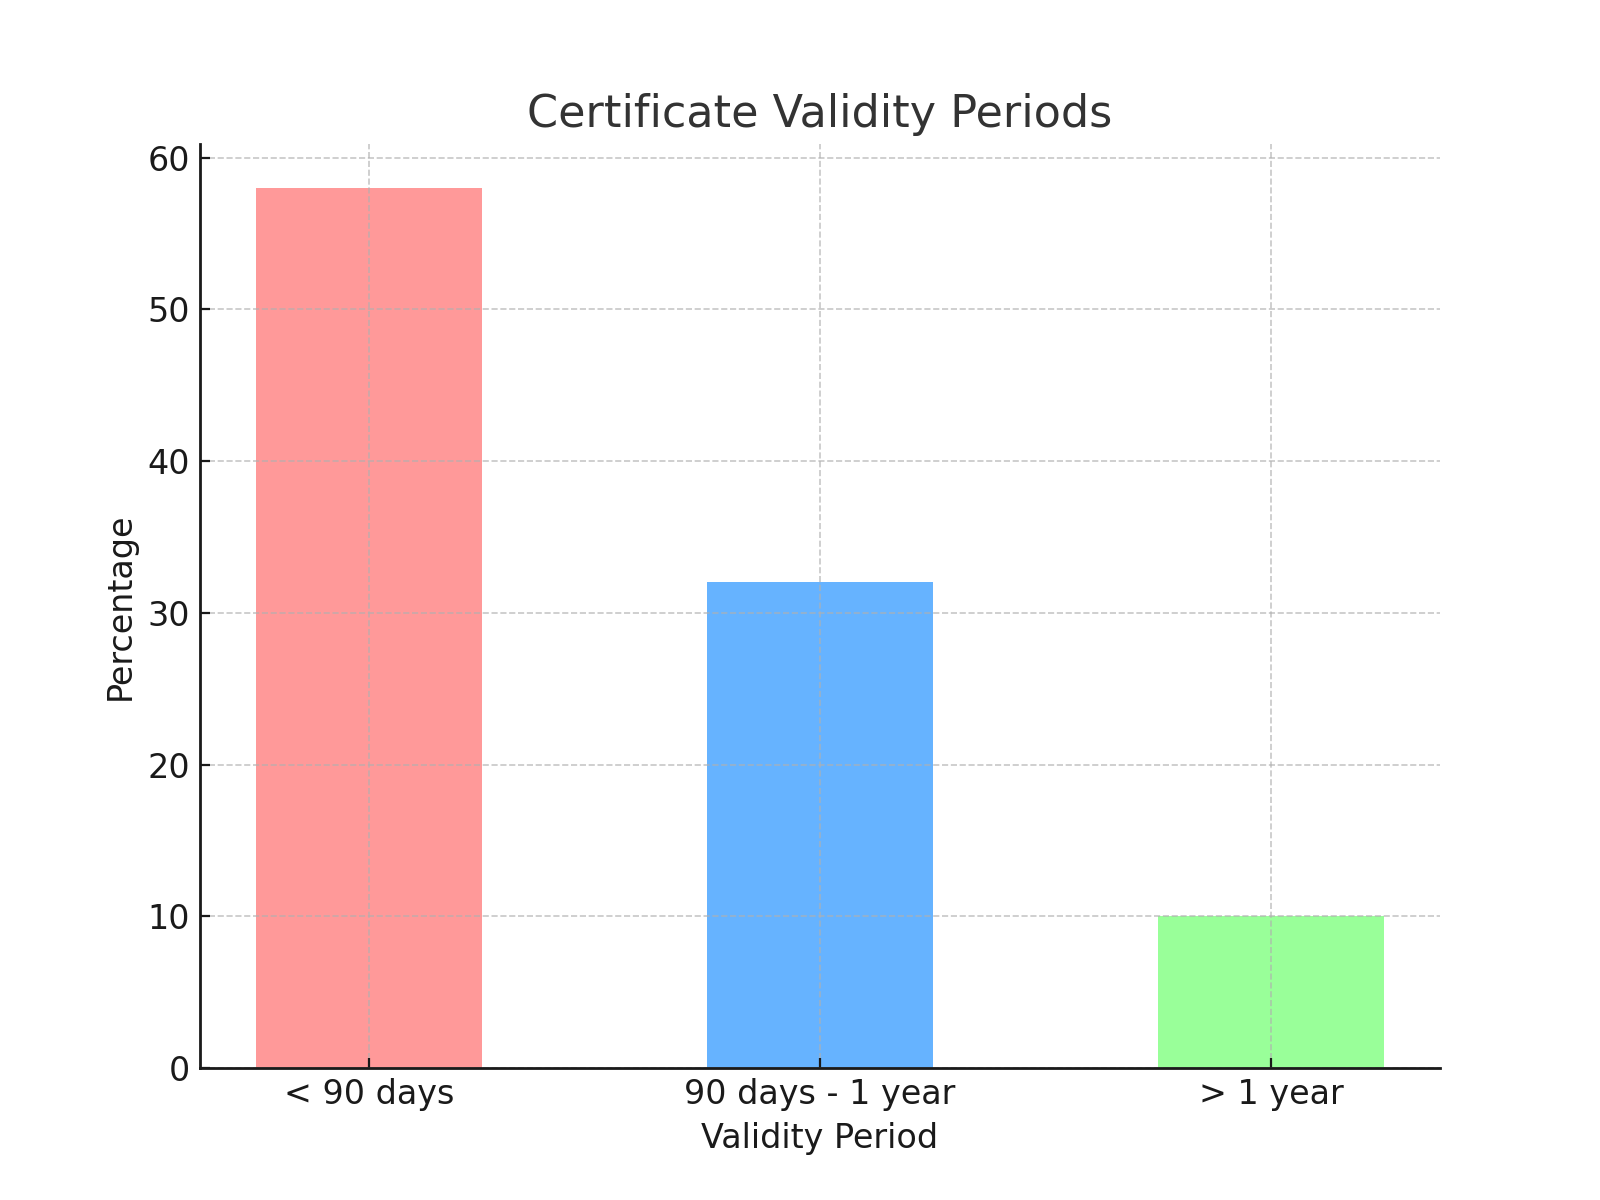 Certificate Validity Periods
60
50
40
30
20
10
0
Percentage
< 90 days
90 days - 1 year
> 1 year
Validity Period